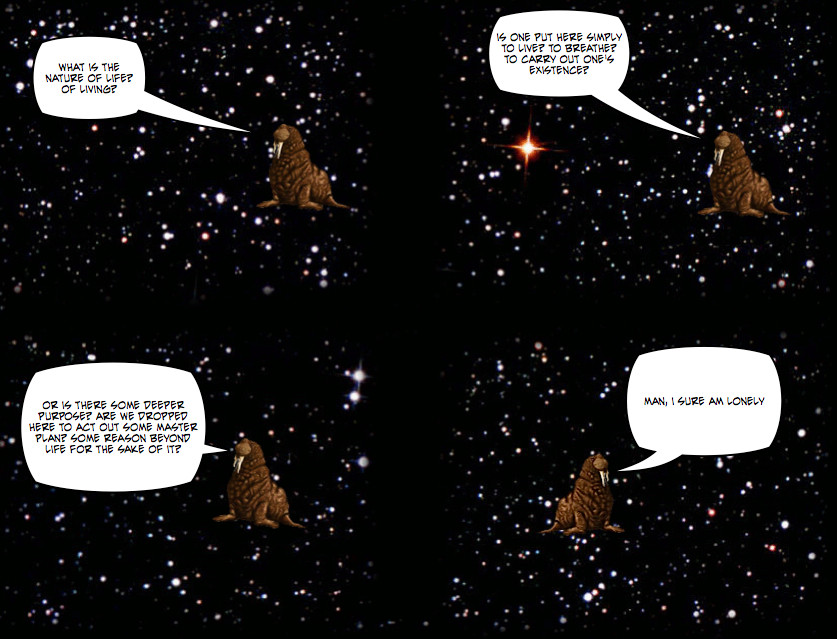 WHAT IS THE
NATURE OF LIFE?
OF LIVING?
IS ONE PUT HERE SIMPLY
TO LIVE? TO BREATHE?
TO CARRY OUT ONE'S
EXISTENCE?
OR IS THERE SOME DEEPER
PURPOSE? ARE WE DROPPED
HERE TO ACT OUT SOME MASTER
PLAN? SOME REASON BEYOND
LIFE FOR THE SAKE OF IT?
MAN, I SURE AM LONELY